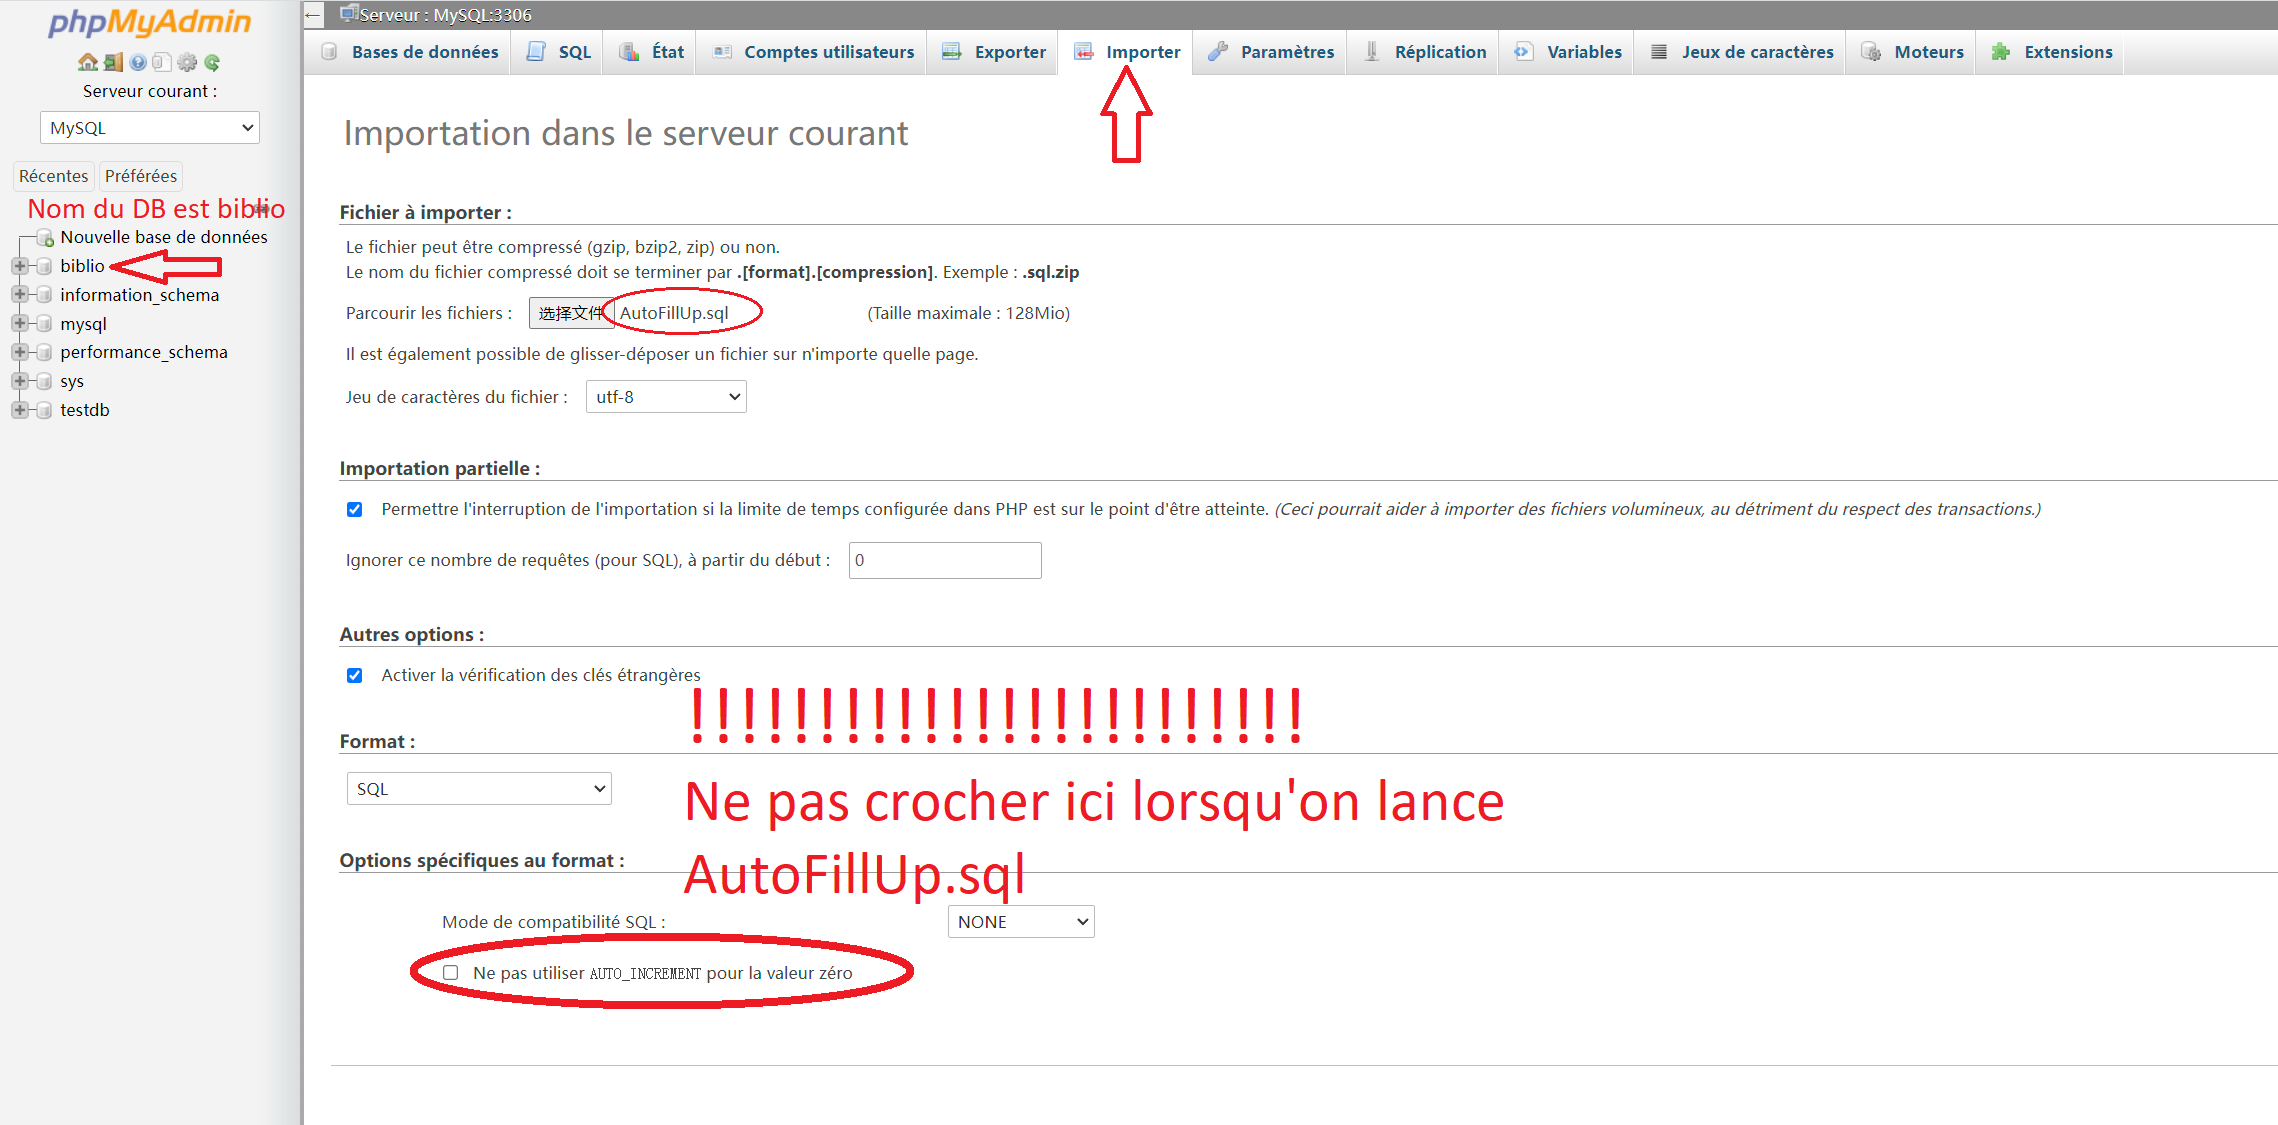 phpMyAdmin
Serveur courant :
MySQL
Récentes Préférées
Nom du DB est biblio
Nouvelle base de données
biblio
information_schema
mysql
performance_schema
sys
testdb
← Serveur : MySQL:3306
Bases de données SQL État Comptes utilisateurs Exporter Importer Paramètres Réplication Variables Jeux de caractères Moteurs Extensions
Importation dans le serveur courant
Fichier à importer :
Le fichier peut être compressé (gzip, bzip2, zip) ou non.
Le nom du fichier compressé doit se terminer par .[format].[compression]. Exemple : .sql.zip
Parcourir les fichiers : 选择文件 AutoFillUp.sql (Taille maximale : 128Mio)
Il est également possible de glisser-déposer un fichier sur n'importe quelle page.
Jeu de caractères du fichier : utf-8
Importation partielle :
Permettre l'interruption de l'importation si la limite de temps configurée dans PHP est sur le point d'être atteinte. (Ceci pourrait aider à importer des fichiers volumineux, au détriment du respect des transactions.)
Ignorer ce nombre de requêtes (pour SQL), à partir du début : 0
Autres options :
Activer la vérification des clés étrangères
!!!!!!!!!!!!!!!!!!!!!!!!
Format :
SQL
Ne pas crocher ici lorsqu'on lance
AutoFillUp.sql
Options spécifiques au format :
Mode de compatibilité SQL : NONE
Ne pas utiliser AUTO_INCREMENT pour la valeur zéro